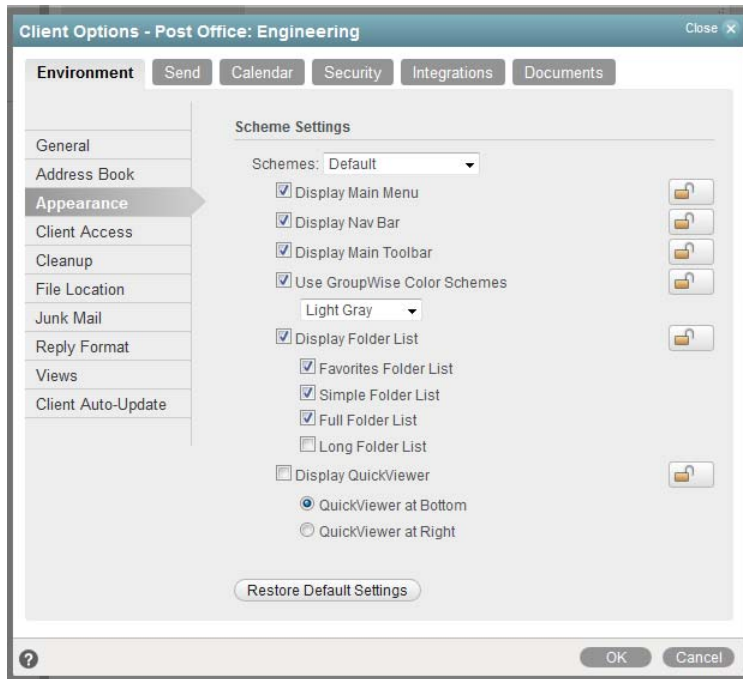 Client Options - Post Office: Engineering
Close
Environment Send Calendar Security Integrations Documents
General
Address Book
Appearance
Client Access
Cleanup
File Location
Junk Mail
Reply Format
Views
Client Auto-Update
Scheme Settings
Schemes: Default
Display Main Menu
Display Nav Bar
Display Main Toolbar
Use GroupWise Color Schemes
Light Gray
Display Folder List
Favorites Folder List
Simple Folder List
Full Folder List
Long Folder List
Display QuickViewer
QuickViewer at Bottom
QuickViewer at Right
Restore Default Settings
? OK Cancel